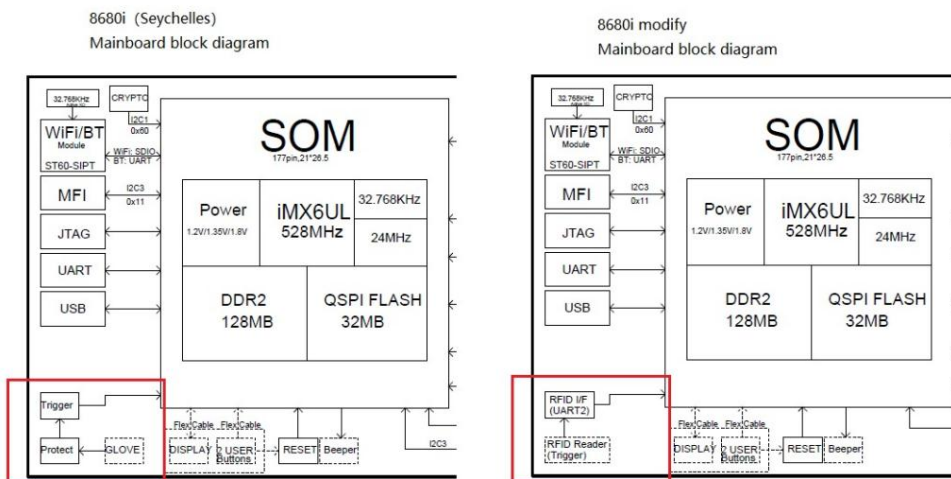 8680i (Seychelles)
Mainboard block diagram
32.768KHz
CRYPTO
I2C1
0x60
WiFi/BT
Module
ST60-SIPT
WiFi: SDIO
BT: UART
MFI
I2C3
0x11
JTAG
UART
USB
SOM
177pin,21*26.5
Power
1.2V/1.35V/1.8V
iMX6UL
528MHz
32.768KHz
24MHz
DDR2
128MB
QSPI FLASH
32MB
Trigger
Protect
GLOVE
Flex Cable
Flex Cable
DISPLAY
2 USER
Buttons
RESET
Beeper
I2C3
8680i modify
Mainboard block diagram
32.768KHz
CRYPTO
I2C1
0x60
WiFi/BT
Module
ST60-SIPT
WiFi: SDIO
BT: UART
MFI
I2C3
0x11
JTAG
UART
USB
SOM
177pin,21*26.5
Power
1.2V/1.35V/1.8V
iMX6UL
528MHz
32.768KHz
24MHz
DDR2
128MB
QSPI FLASH
32MB
RFID I/F
(UART2)
RFID Reader
(Trigger)
Flex Cable
Flex Cable
DISPLAY
2 USER
Buttons
RESET
Beeper
I2C3